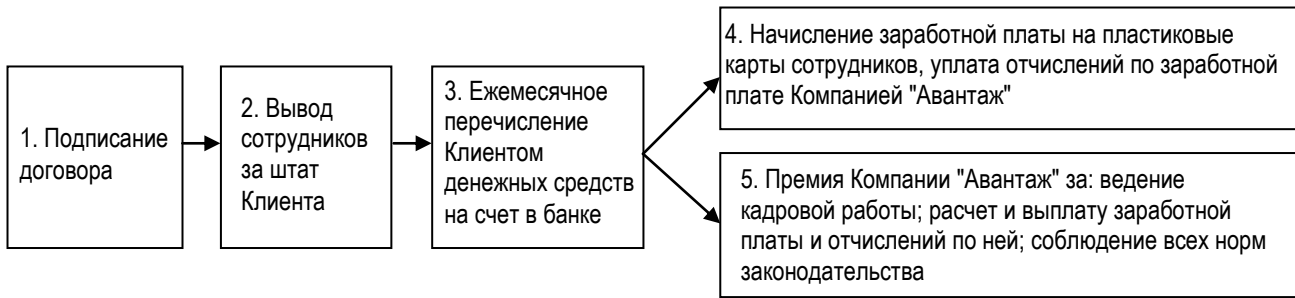 1. Подписание
договора
2. Вывод
сотрудников
за штат
Клиента
3. Ежемесячное
перечисление
Клиентом
денежных средств
на счет в банке
4. Начисление заработной платы на пластиковые
карты сотрудников, уплата отчислений по заработной
плате Компанией "Авантаж"
5. Премия Компании "Авантаж" за: ведение
кадровой работы; расчет и выплату заработной
платы и отчислений по ней; соблюдение всех норм
законодательства